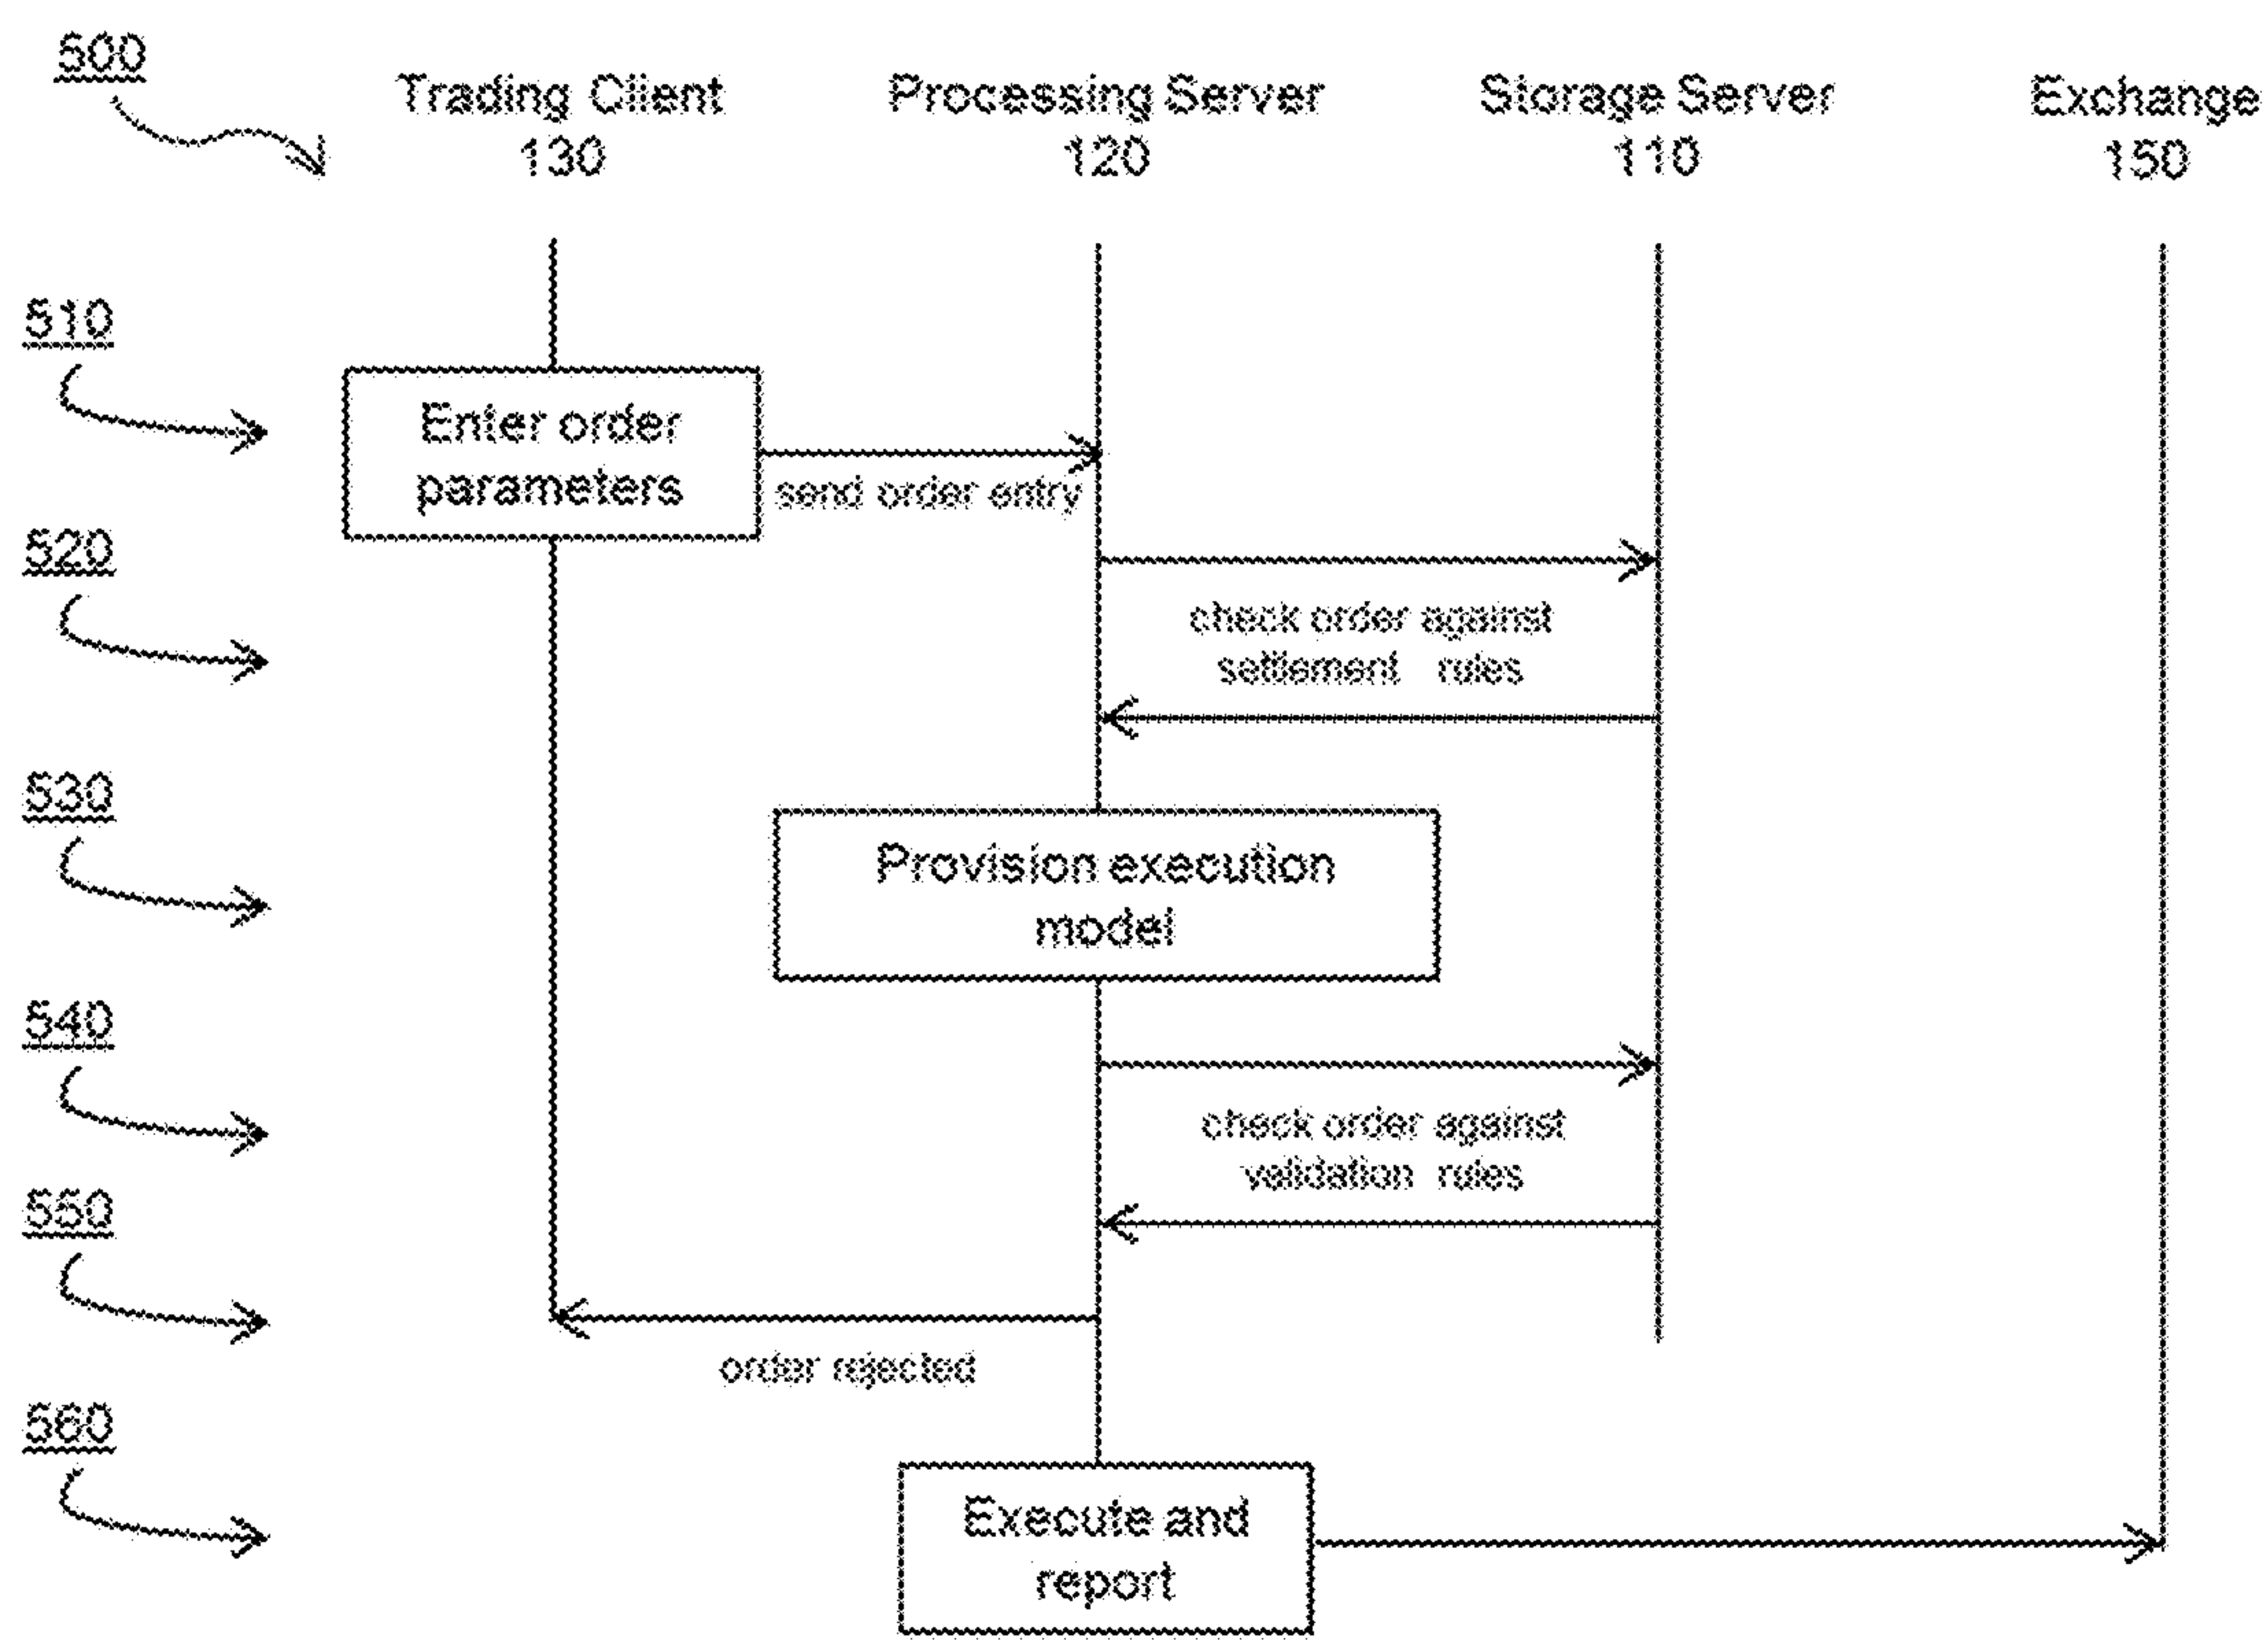 500
Trading Client
130
Processing Server
120
Storage Server
110
Exchange
150
510
Enter order
parameters
send order entry
520
check order against
settlement rules
530
Provision execution
model
540
check order against
validation rules
550
order rejected
560
Execute and
report